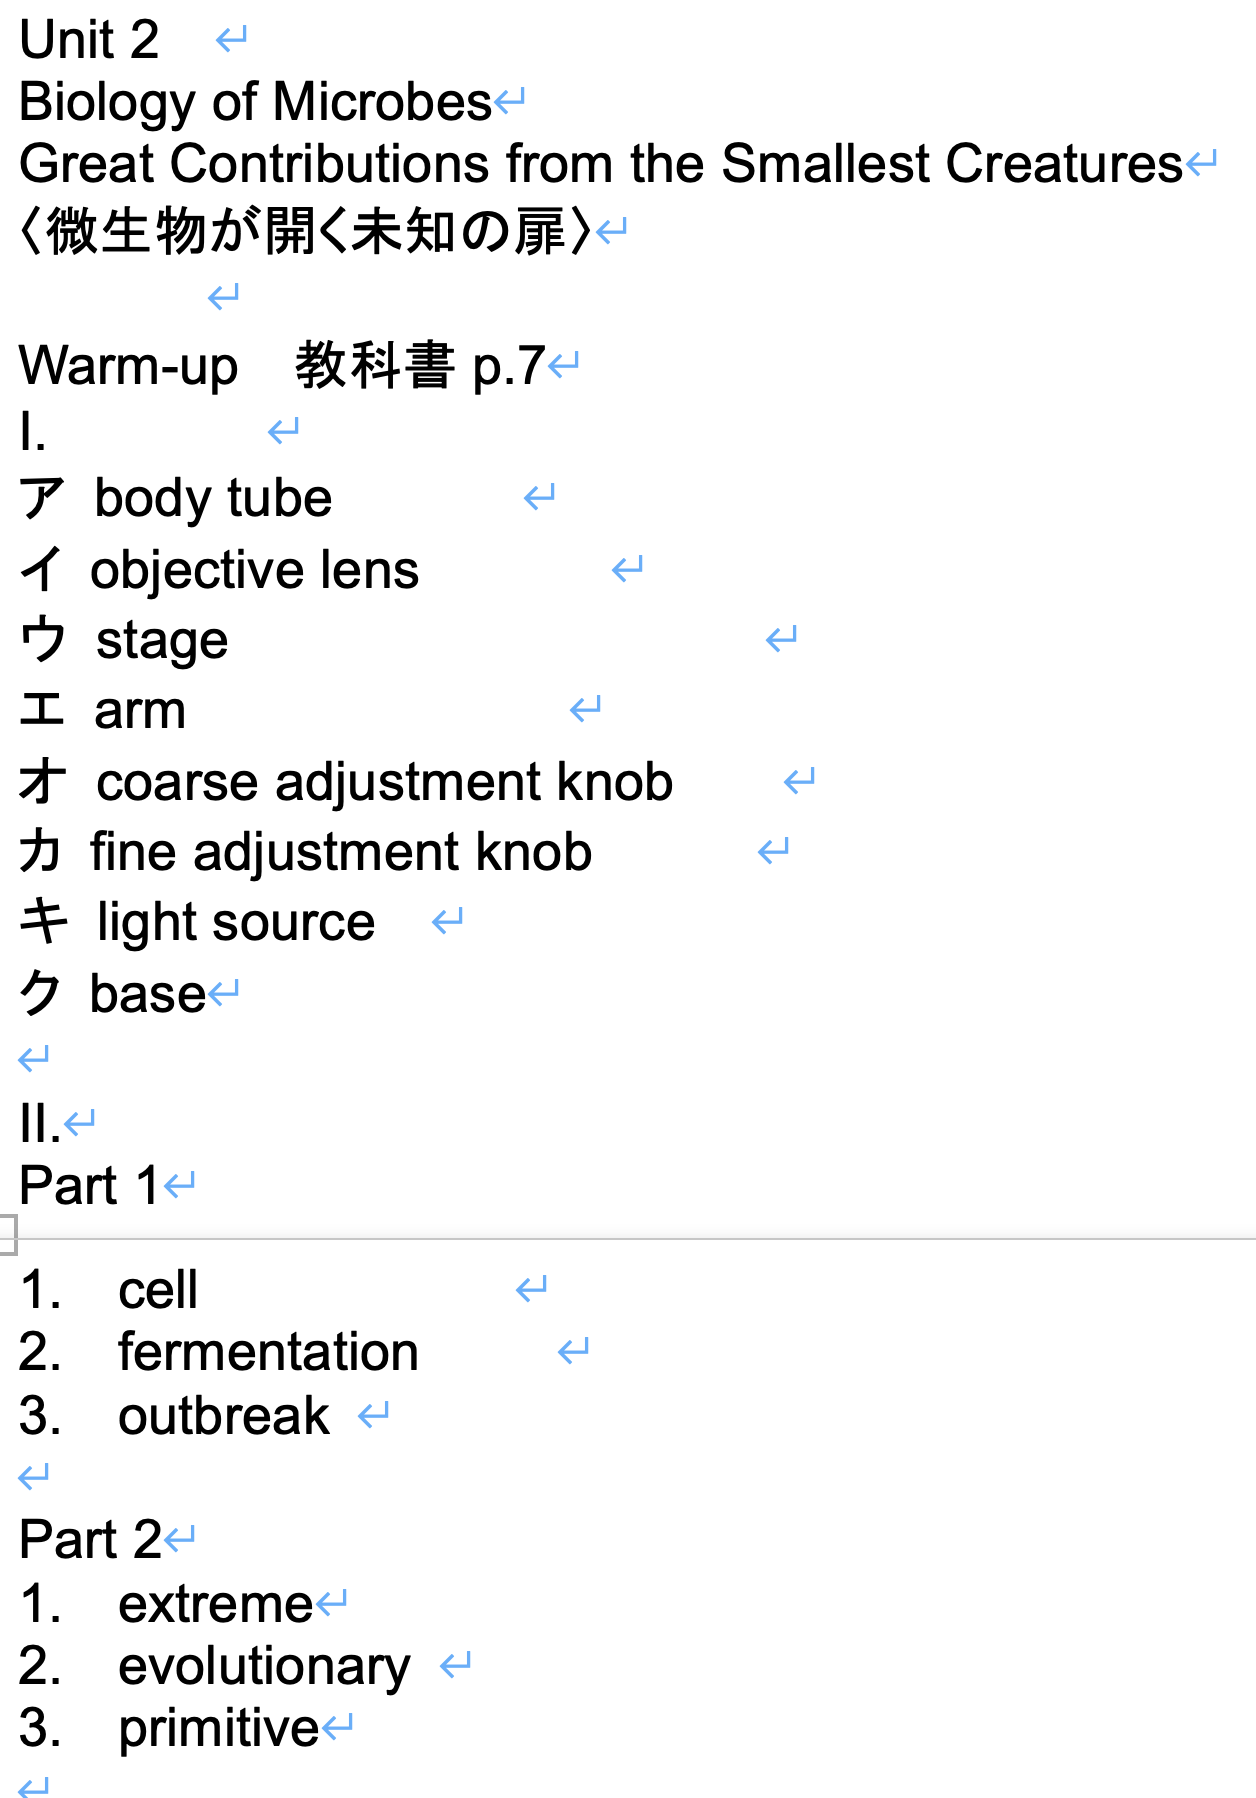 Unit 2
Biology of Microbes
Great Contributions from the Smallest Creatures
〈微生物が開く未知の扉〉
Warm-up　教科書 p.7
I.
ア body tube
イ objective lens
ウ stage
エ arm
オ coarse adjustment knob
カ fine adjustment knob
キ light source
ク base
II.
Part 1
1. cell
2. fermentation
3. outbreak
Part 2
1. extreme
2. evolutionary
3. primitive